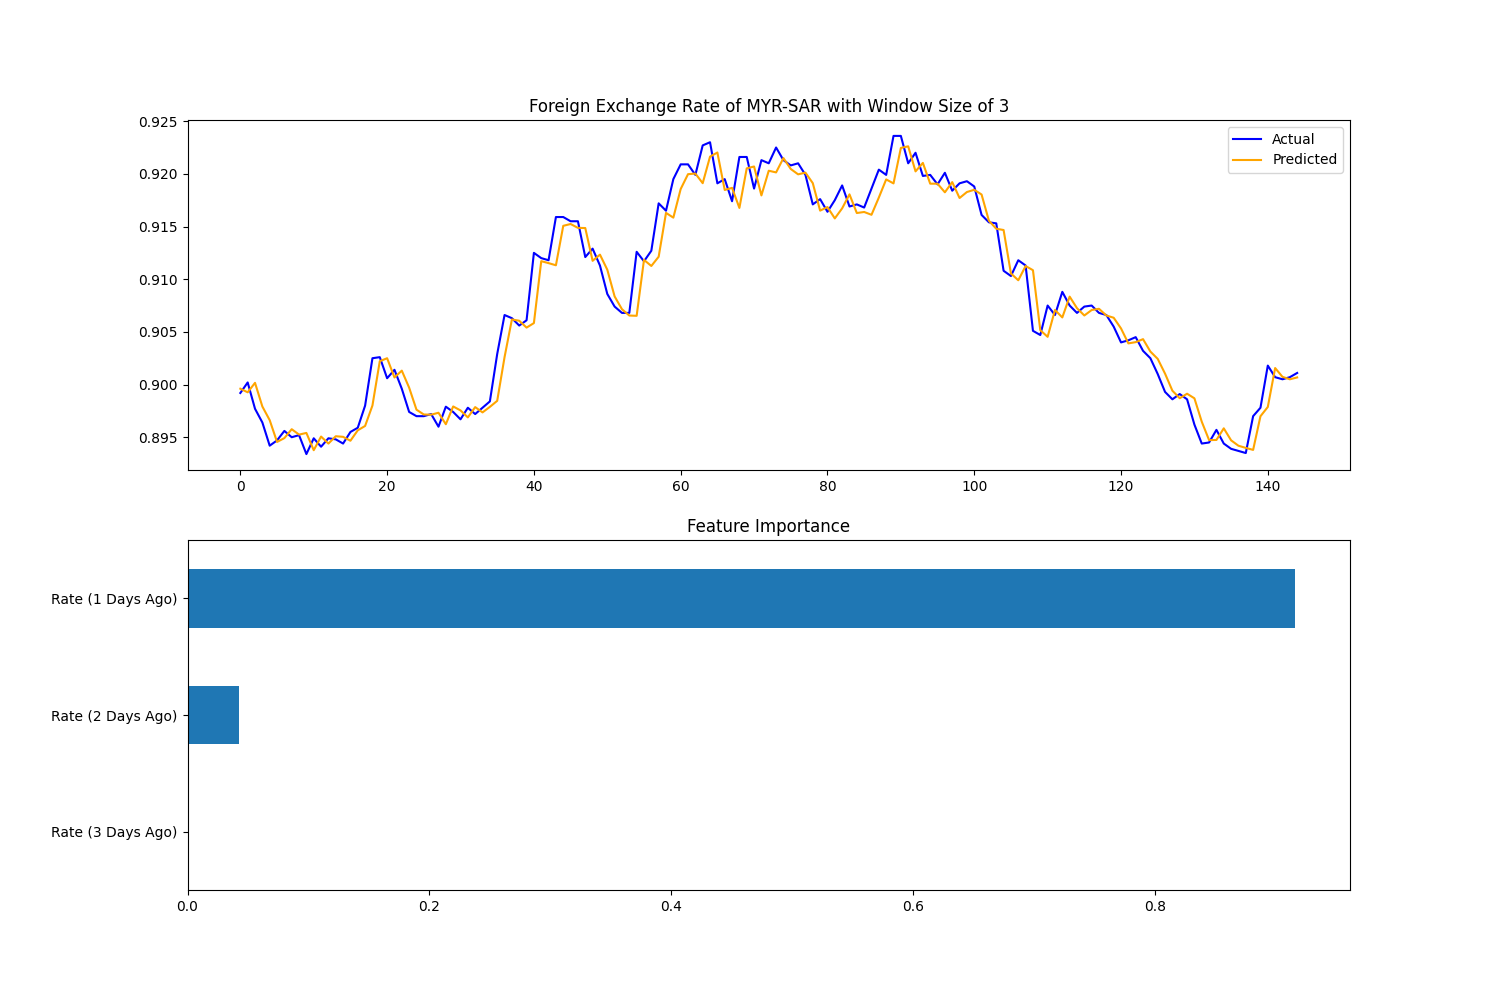 Foreign Exchange Rate of MYR-SAR with Window Size of 3
0.925
0.920
0.915
0.910
0.905
0.900
0.895
Actual
Predicted
0 20 40 60 80 100 120 140
Feature Importance
Rate (1 Days Ago)
Rate (2 Days Ago)
Rate (3 Days Ago)
0.0 0.2 0.4 0.6 0.8